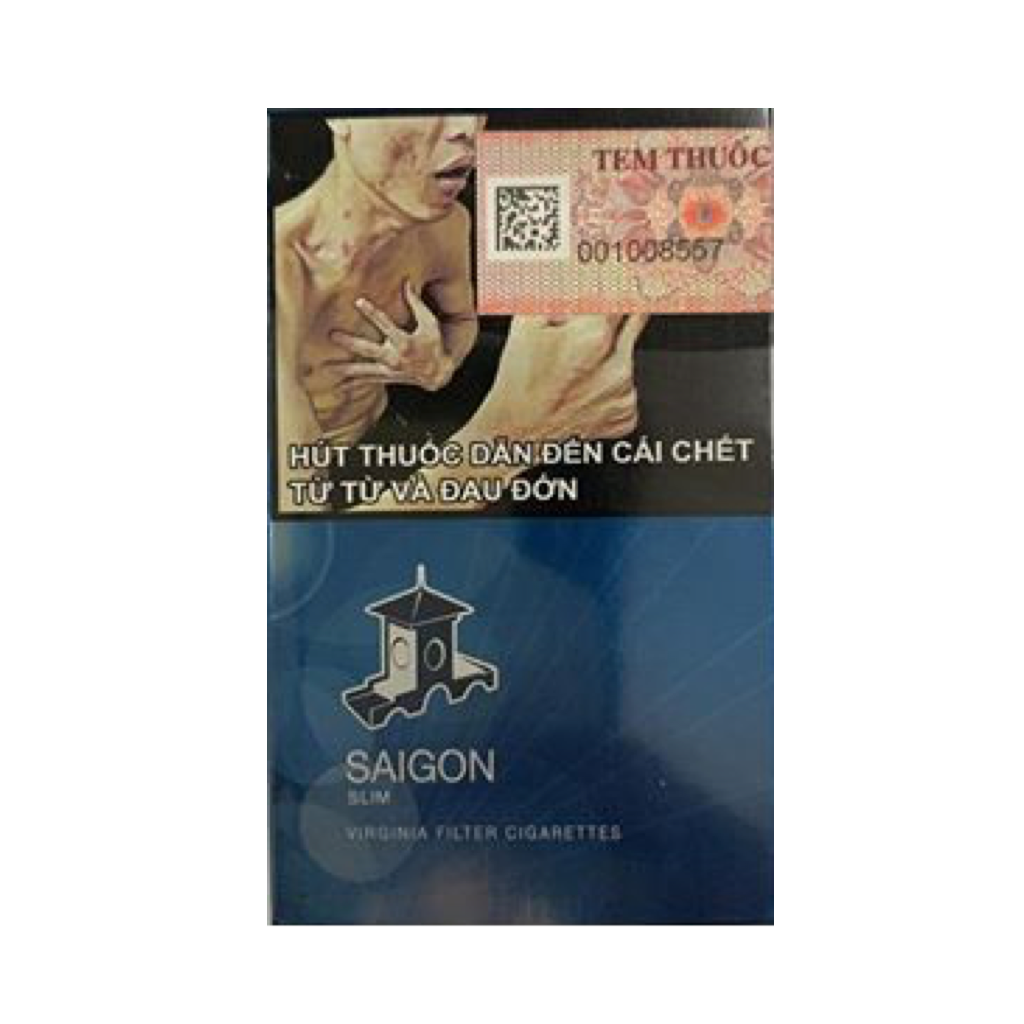 TEM THUỐC
001008557
HÚT THUỐC DẪN ĐẾN CÁI CHẾT
TỪ TỪ VÀ ĐAU ĐỚN
SAIGON
SLIM
VIRGINIA FILTER CIGARETTES